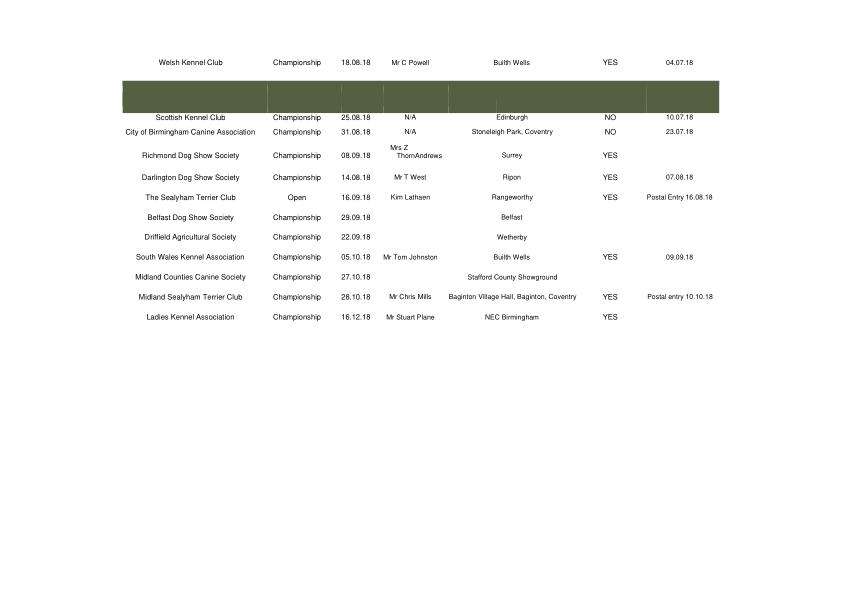 Welsh Kennel Club Championship 18.08.18 Mr C Powell Builth Wells YES 04.07.18
Scottish Kennel Club Championship 25.08.18 N/A Edinburgh NO 10.07.18
City of Birmingham Canine Association Championship 31.08.18 N/A Stoneleigh Park, Coventry NO 23.07.18
Richmond Dog Show Society Championship 08.09.18 Mrs Z ThornAndrews Surrey YES
Darlington Dog Show Society Championship 14.08.18 Mr T West Ripon YES 07.08.18
The Sealyham Terrier Club Open 16.09.18 Kim Lathaen Rangeworthy YES Postal Entry 16.08.18
Belfast Dog Show Society Championship 29.09.18 Belfast
Driffield Agricultural Society Championship 22.09.18 Wetherby
South Wales Kennel Association Championship 05.10.18 Mr Tom Johnston Builth Wells YES 09.09.18
Midland Counties Canine Society Championship 27.10.18 Stafford County Showground
Midland Sealyham Terrier Club Championship 28.10.18 Mr Chris Mills Baginton Village Hall, Baginton, Coventry YES Postal entry 10.10.18
Ladies Kennel Association Championship 16.12.18 Mr Stuart Plane NEC Birmingham YES